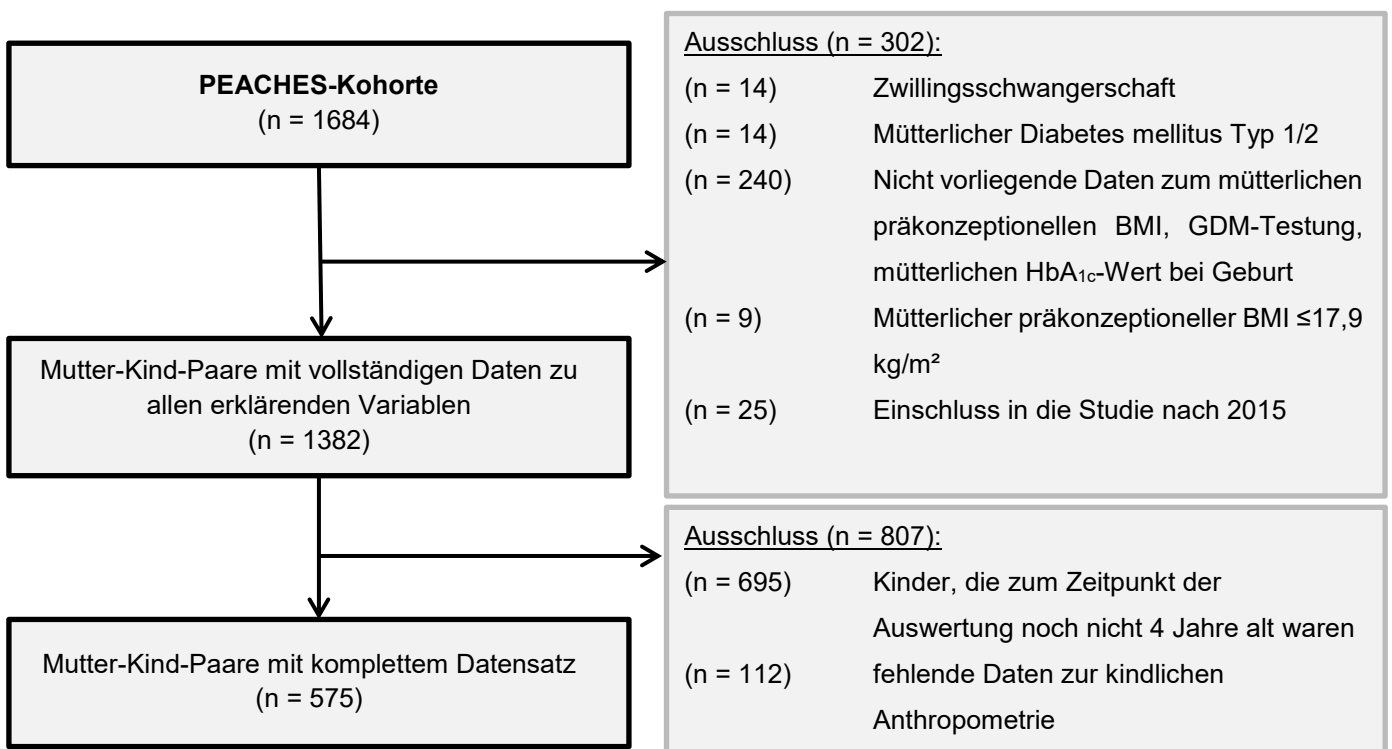 PEACHES-Kohorte
(n = 1684)
Ausschluss (n = 302):
(n = 14) Zwillingsschwangerschaft
(n = 14) Mütterlicher Diabetes mellitus Typ 1/2
(n = 240) Nicht vorliegende Daten zum mütterlichen
präkonzeptionellen BMI, GDM-Testung,
mütterlichen HbA1c-Wert bei Geburt
(n = 9) Mütterlicher präkonzeptioneller BMI ≤17,9
kg/m²
(n = 25) Einschluss in die Studie nach 2015
Mutter-Kind-Paare mit vollständigen Daten zu
allen erklärenden Variablen
(n = 1382)
Ausschluss (n = 807):
(n = 695) Kinder, die zum Zeitpunkt der
Auswertung noch nicht 4 Jahre alt waren
(n = 112) fehlende Daten zur kindlichen
Anthropometrie
Mutter-Kind-Paare mit komplettem Datensatz
(n = 575)